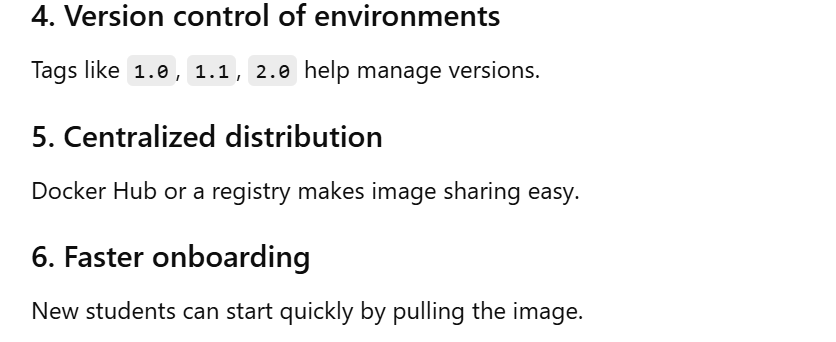 4. Version control of environments
Tags like 1.0, 1.1, 2.0 help manage versions.
5. Centralized distribution
Docker Hub or a registry makes image sharing easy.
6. Faster onboarding
New students can start quickly by pulling the image.